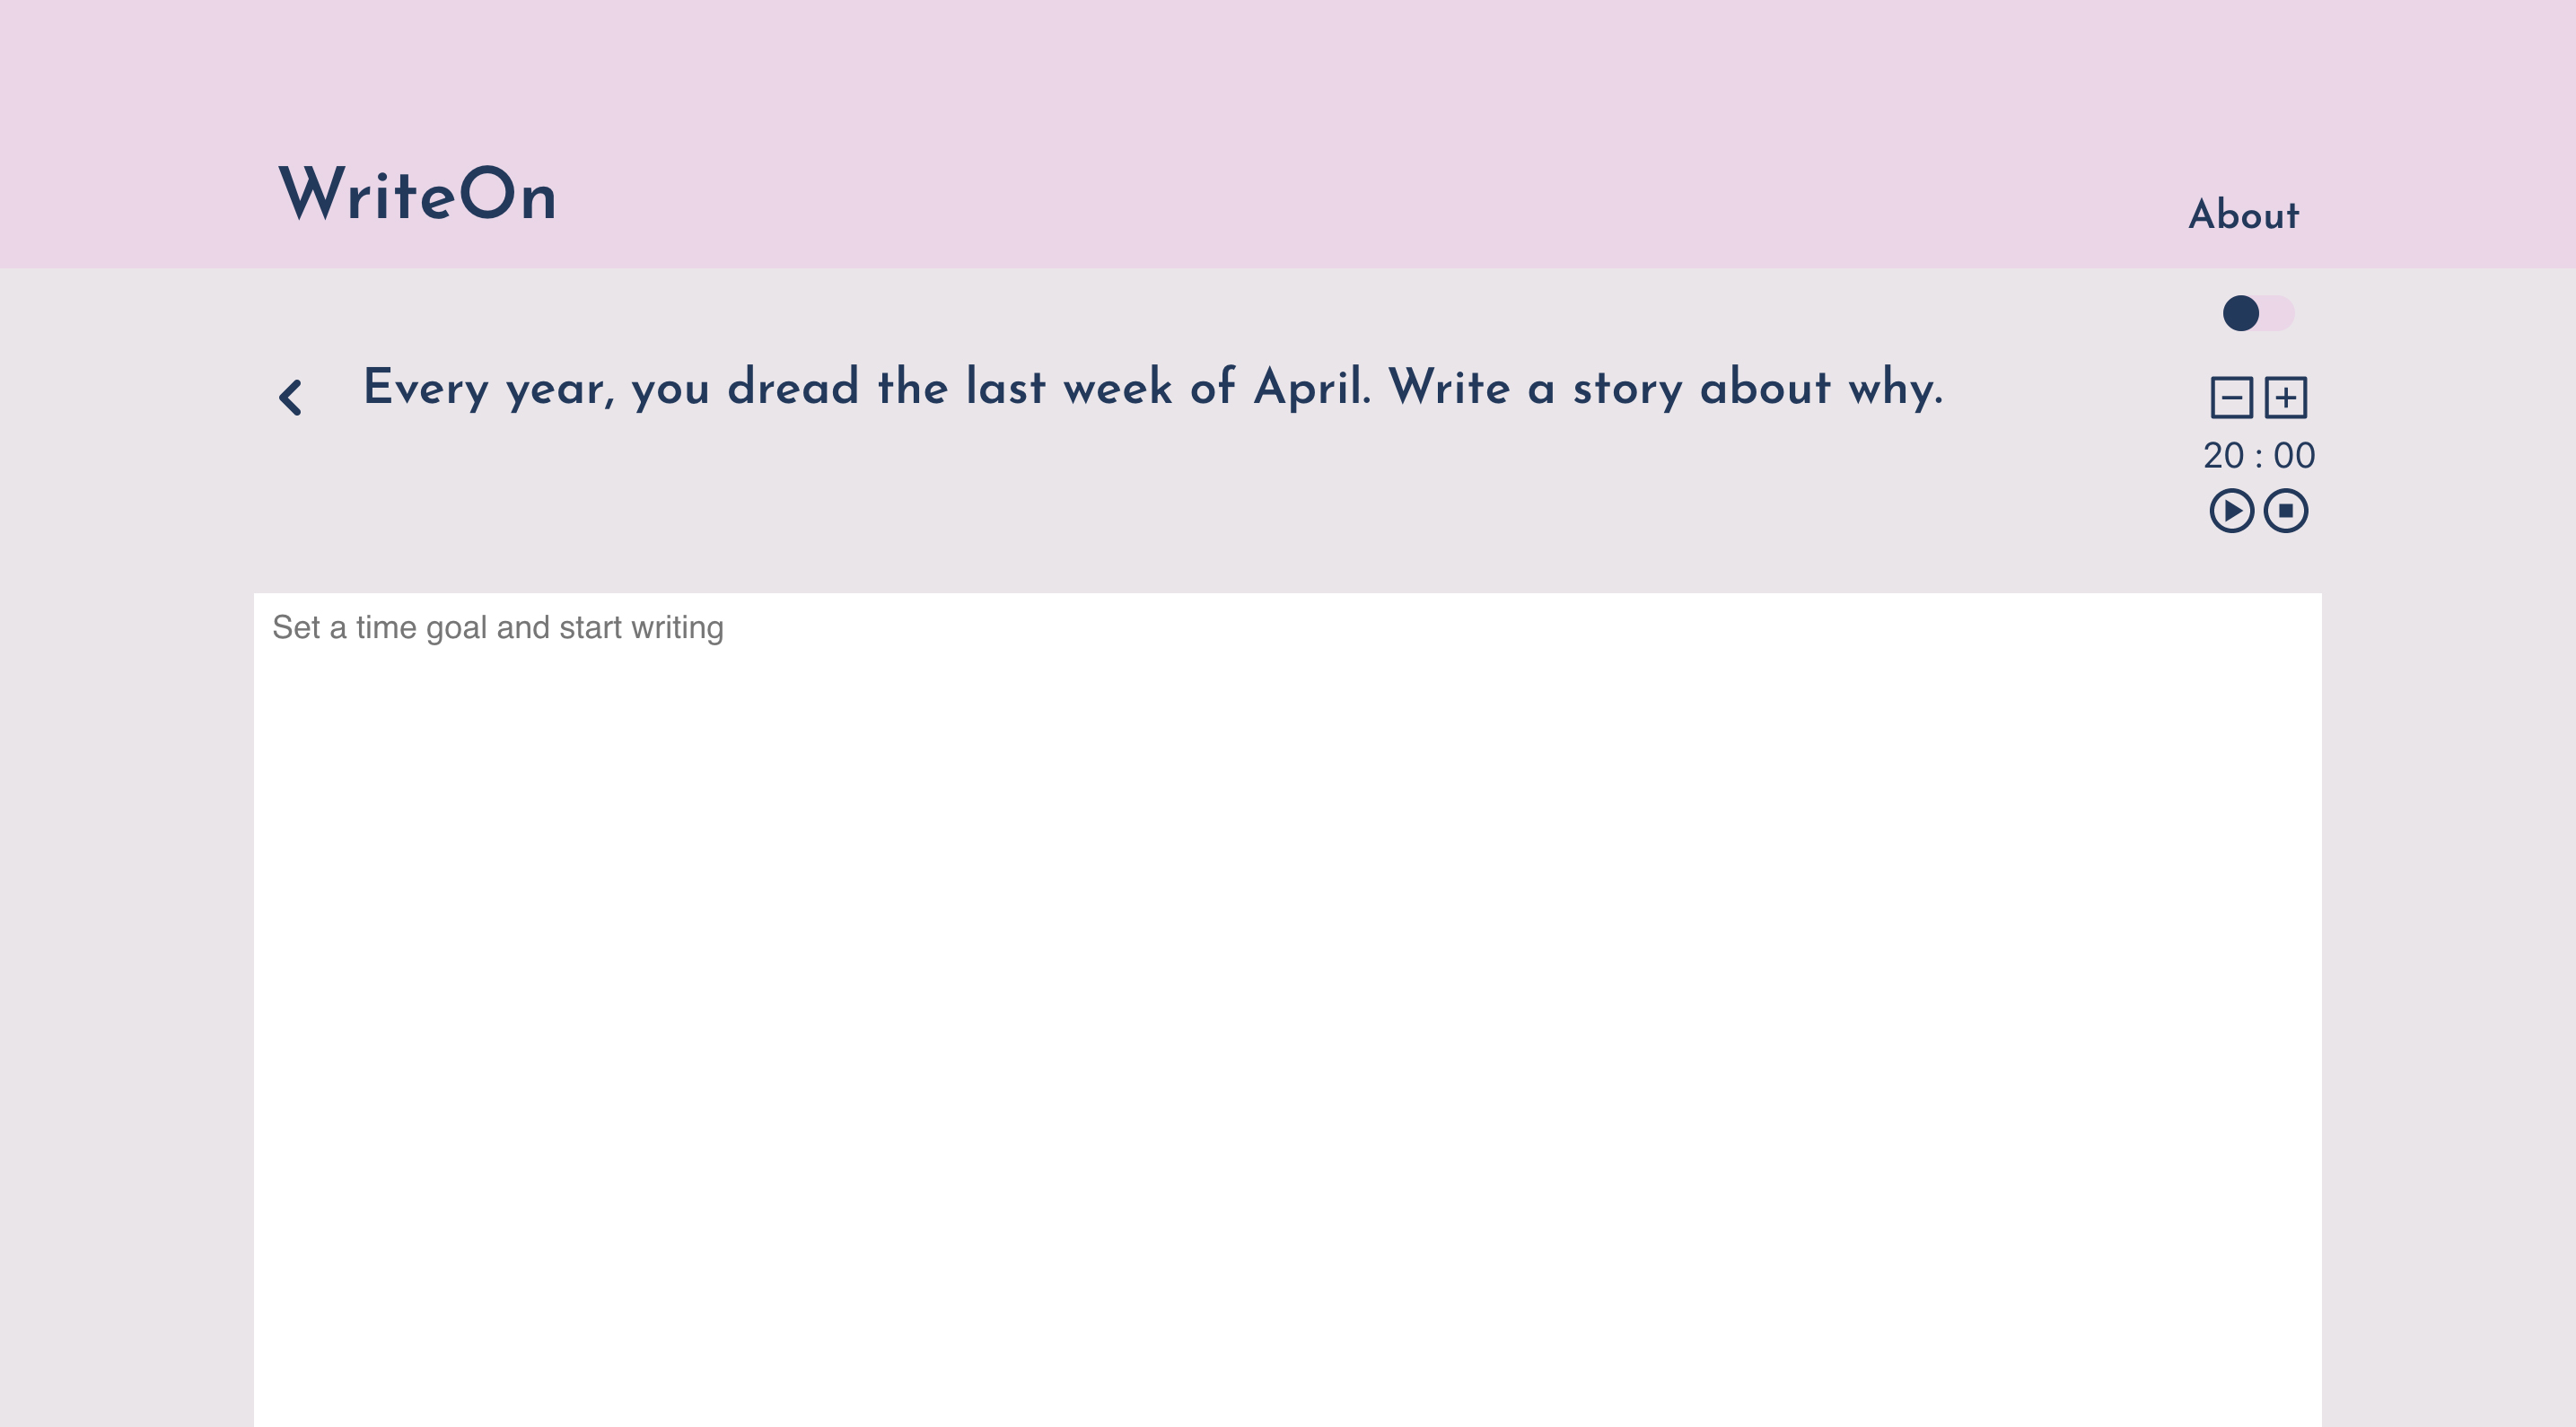 WriteOn
About
Every year, you dread the last week of April. Write a story about why.
20 : 00
Set a time goal and start writing